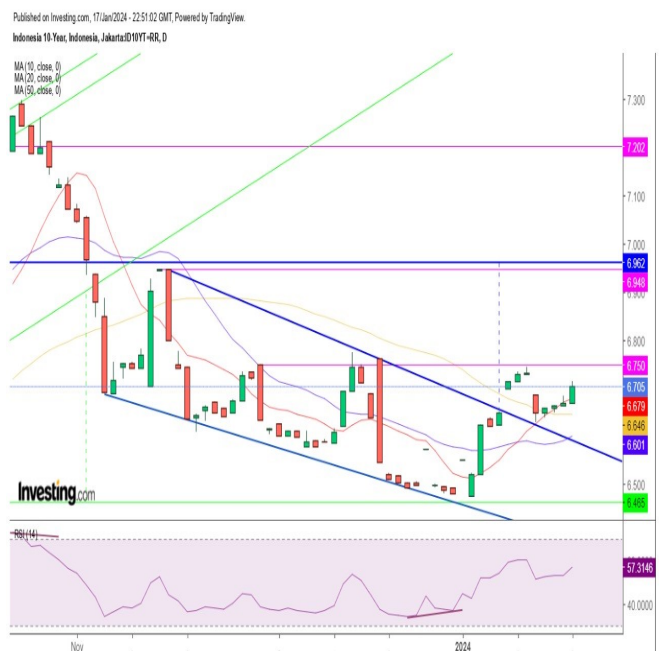 Published on Investing.com, 17/Jan/2024 - 22:51:02 GMT, Powered by TradingView.
Indonesia 10-Year, Indonesia, Jakarta:ID10YT=RR, D
MA (10, close, 0)
MA (20, close, 0)
MA (50, close, 0)
7.300
7.202
7.100
7.000
6.962
6.948
6.900
6.800
6.750
6.705
6.679
6.646
6.601
6.500
6.465
Investing.com
RSI (14)
57.3146
40.0000
Nov
2024